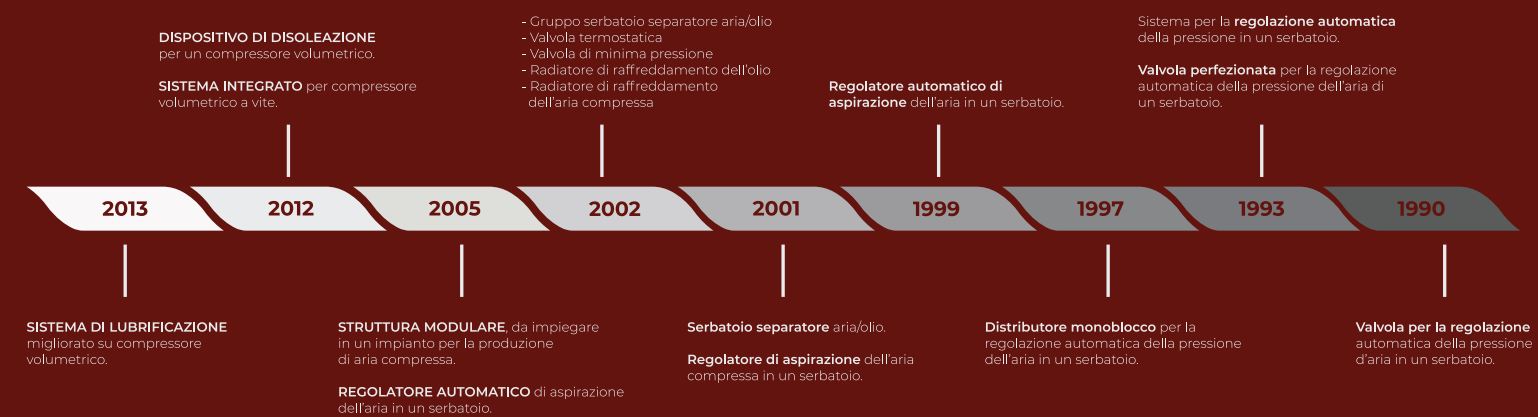 DISPOSITIVO DI DISOLEAZIONE
per un compressore volumetrico.
SISTEMA INTEGRATO per compressore
volumetrico a vite.
- Gruppo serbatoio separatore aria/olio
- Valvola termostatica
- Valvola di minima pressione
- Radiatore di raffreddamento dell'olio
- Radiatore di raffreddamento
dell'aria compressa
Regolatore automatico di
aspirazione dell'aria in un serbatoio.
Sistema per la regolazione automatica
della pressione in un serbatoio.
Valvola perfezionata per la regolazione
automatica della pressione dell'aria di
un serbatoio.
2013
2012
2005
2002
2001
1999
1997
1993
1990
SISTEMA DI LUBRIFICAZIONE
migliorato su compressore
volumetrico.
STRUTTURA MODULARE, da impiegare
in un impianto per la produzione
di aria compressa.
REGOLATORE AUTOMATICO di aspirazione
dell'aria in un serbatoio.
Serbatoio separatore aria/olio.
Regolatore di aspirazione dell'aria
compressa in un serbatoio.
Distributore monoblocco per la
regolazione automatica della pressione
dell'aria in un serbatoio.
Valvola per la regolazione
automatica della pressione
d'aria in un serbatoio.